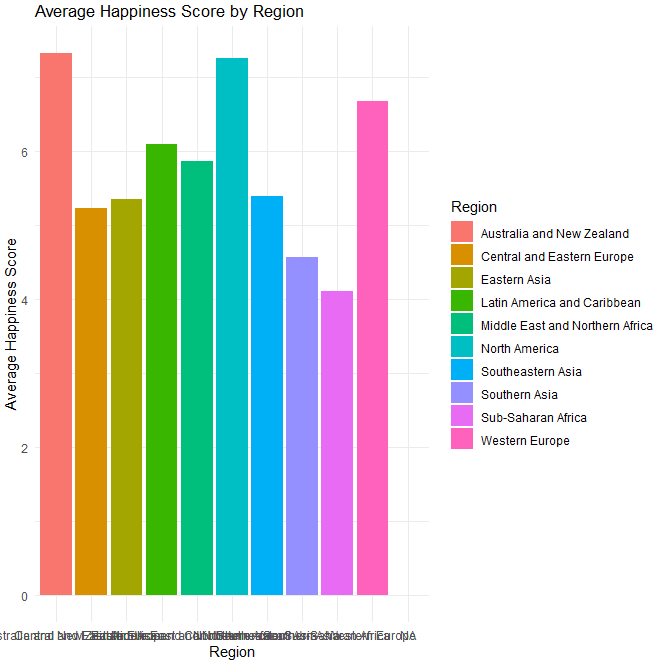 Average Happiness Score by Region
Average Happiness Score
6
4
2
0
NA
Region
Region
Australia and New Zealand
Central and Eastern Europe
Eastern Asia
Latin America and Caribbean
Middle East and Northern Africa
North America
Southeastern Asia
Southern Asia
Sub-Saharan Africa
Western Europe